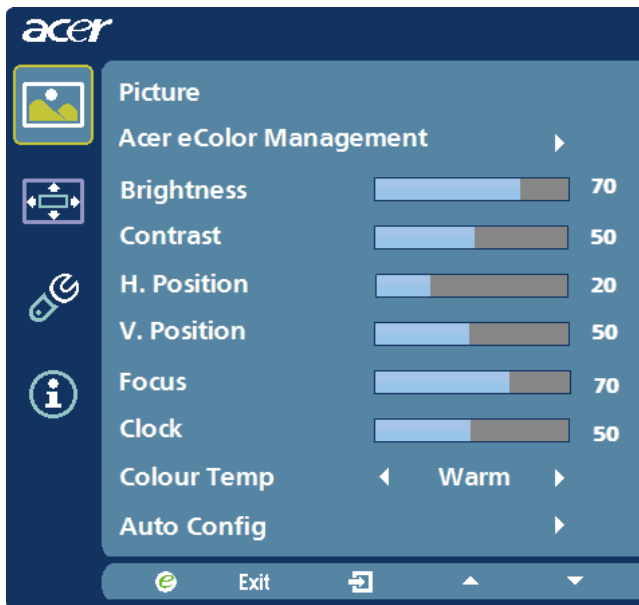 acer
Picture
Acer eColor Management
Brightness 70
Contrast 50
H. Position 20
V. Position 50
Focus 70
Clock 50
Colour Temp Warm
Auto Config
e Exit